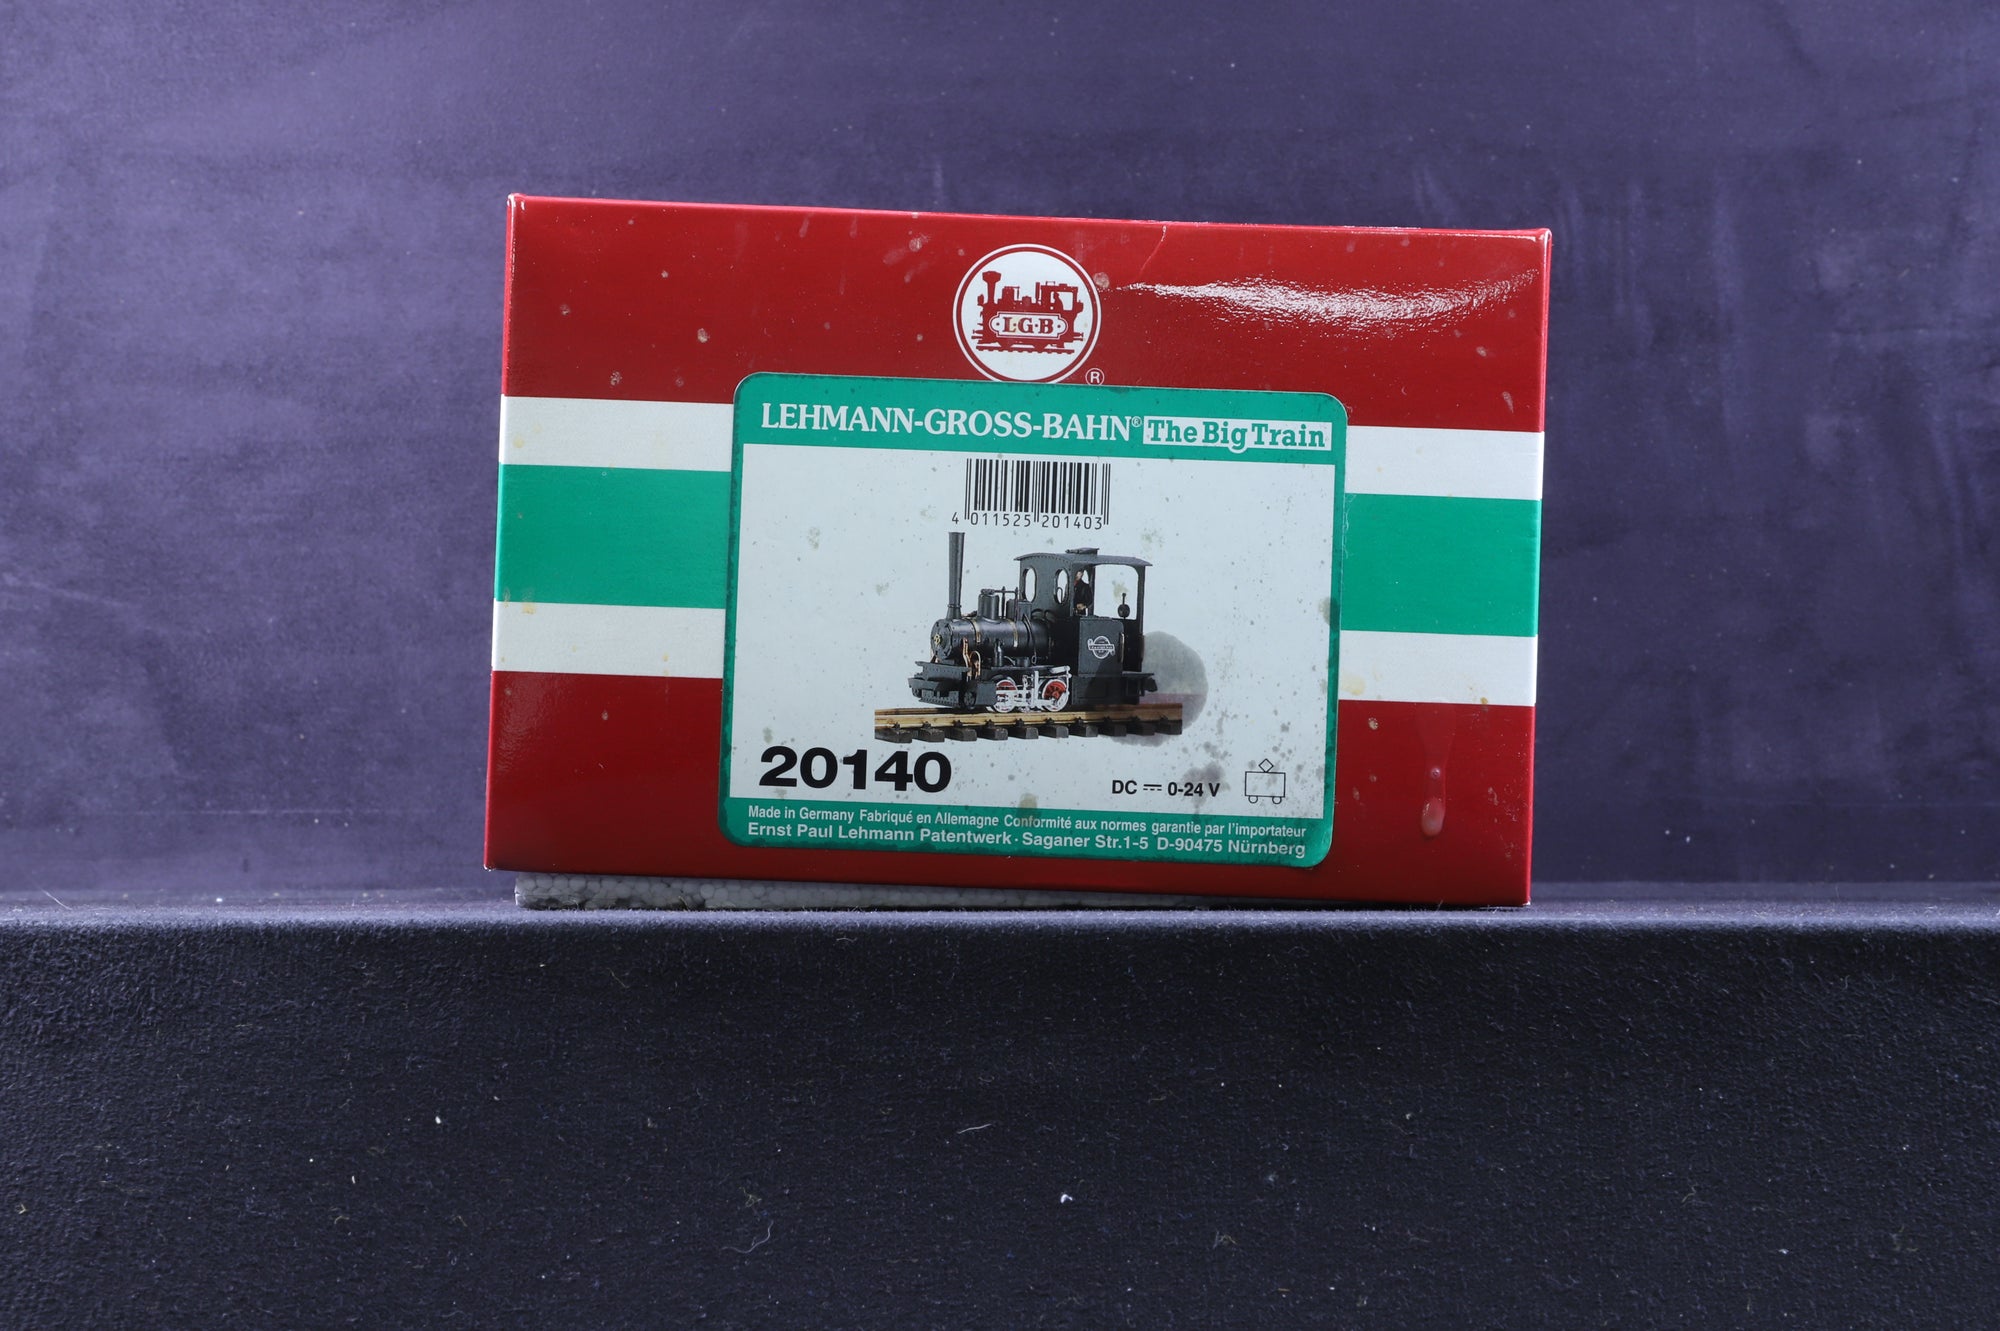 L·G·B
®
LEHMANN-GROSS-BAHN® The Big Train
4 011525 201403
20140
DC 0-24 V
Made in Germany Fabriqué en Allemagne Conformité aux normes garantie par l'importateur
Ernst Paul Lehmann Patentwerk · Saganer Str.1-5 D-90475 Nürnberg